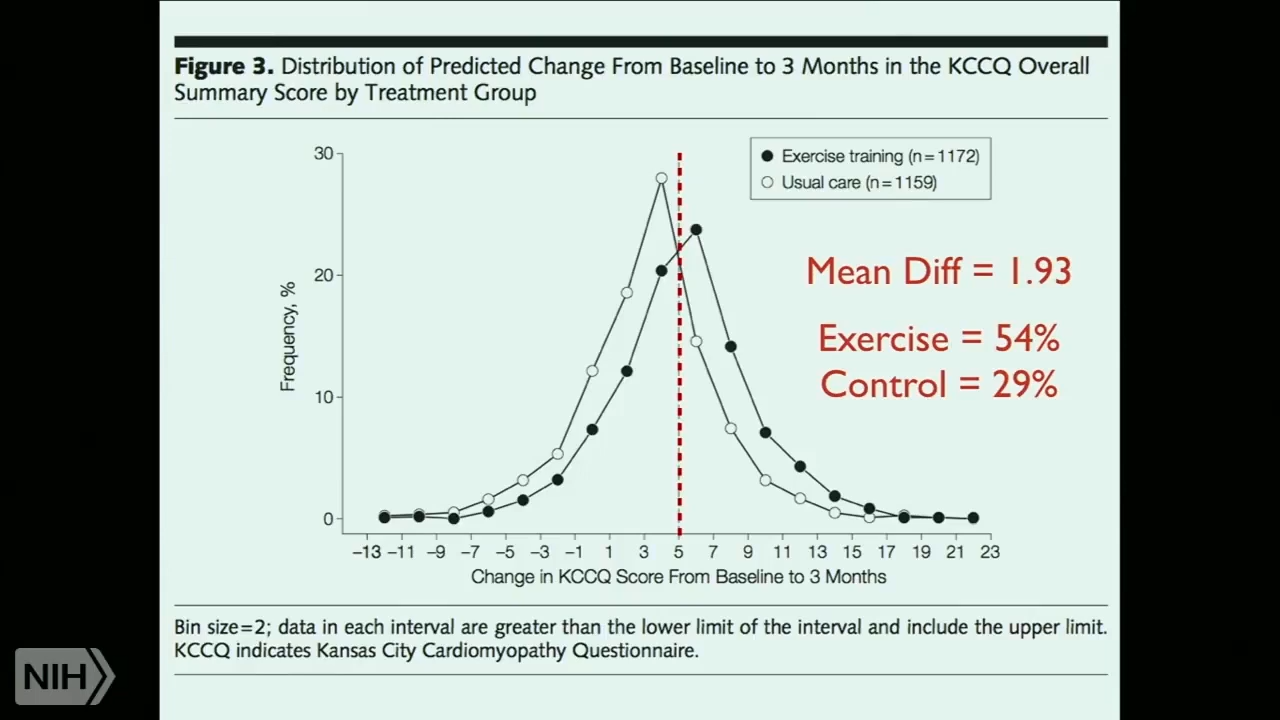 Figure 3. Distribution of Predicted Change From Baseline to 3 Months in the KCCQ Overall
Summary Score by Treatment Group
30
20
10
0
Frequency, %
Exercise training (n=1172)
Usual care (n=1159)
Mean Diff = 1.93
Exercise = 54%
Control = 29%
−13 −11 −9 −7 −5 −3 −1 1 3 5 7 9 11 13 15 17 19 21 23
Change in KCCQ Score From Baseline to 3 Months
Bin size=2; data in each interval are greater than the lower limit of the interval and include the upper limit.
KCCQ indicates Kansas City Cardiomyopathy Questionnaire.
NIH